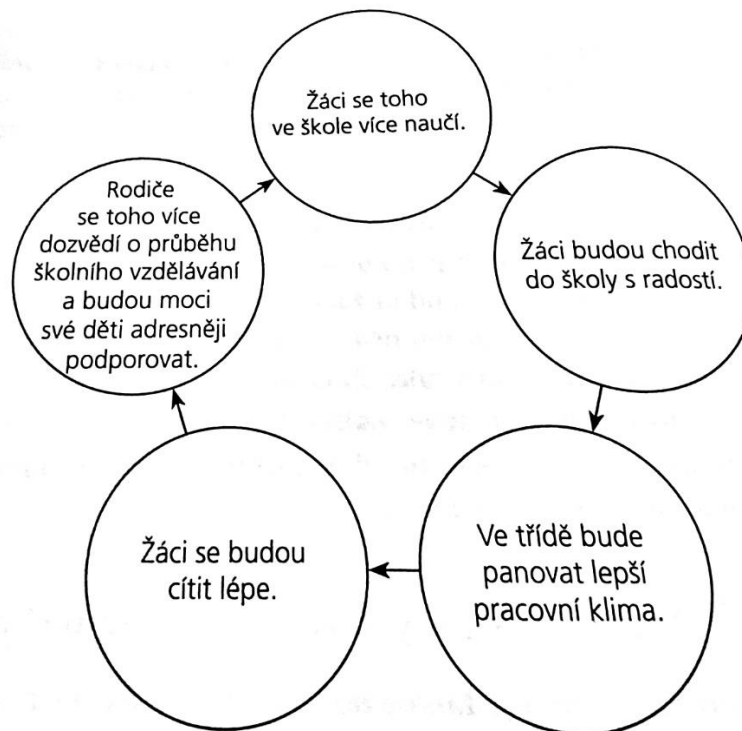 Žáci se toho
ve škole více naučí.
Žáci budou chodit
do školy s radostí.
Ve třídě bude
panovat lepší
pracovní klima.
Žáci se budou
cítit lépe.
Rodiče
se toho více
dozvědí o průběhu
školního vzdělávání
a budou moci
své děti adresněji
podporovat.